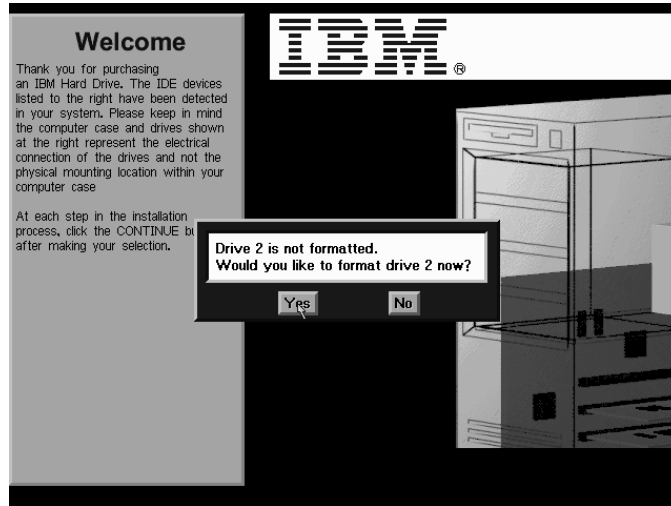 Welcome
Thank you for purchasing
an IBM Hard Drive. The IDE devices
listed to the right have been detected
in your system. Please keep in mind
the computer case and drives shown
at the right represent the electrical
connection of the drives and not the
physical mounting location within your
computer case
At each step in the installation
process, click the CONTINUE bu
after making your selection.
IBM®
Drive 2 is not formatted.
Would you like to format drive 2 now?
Yes No